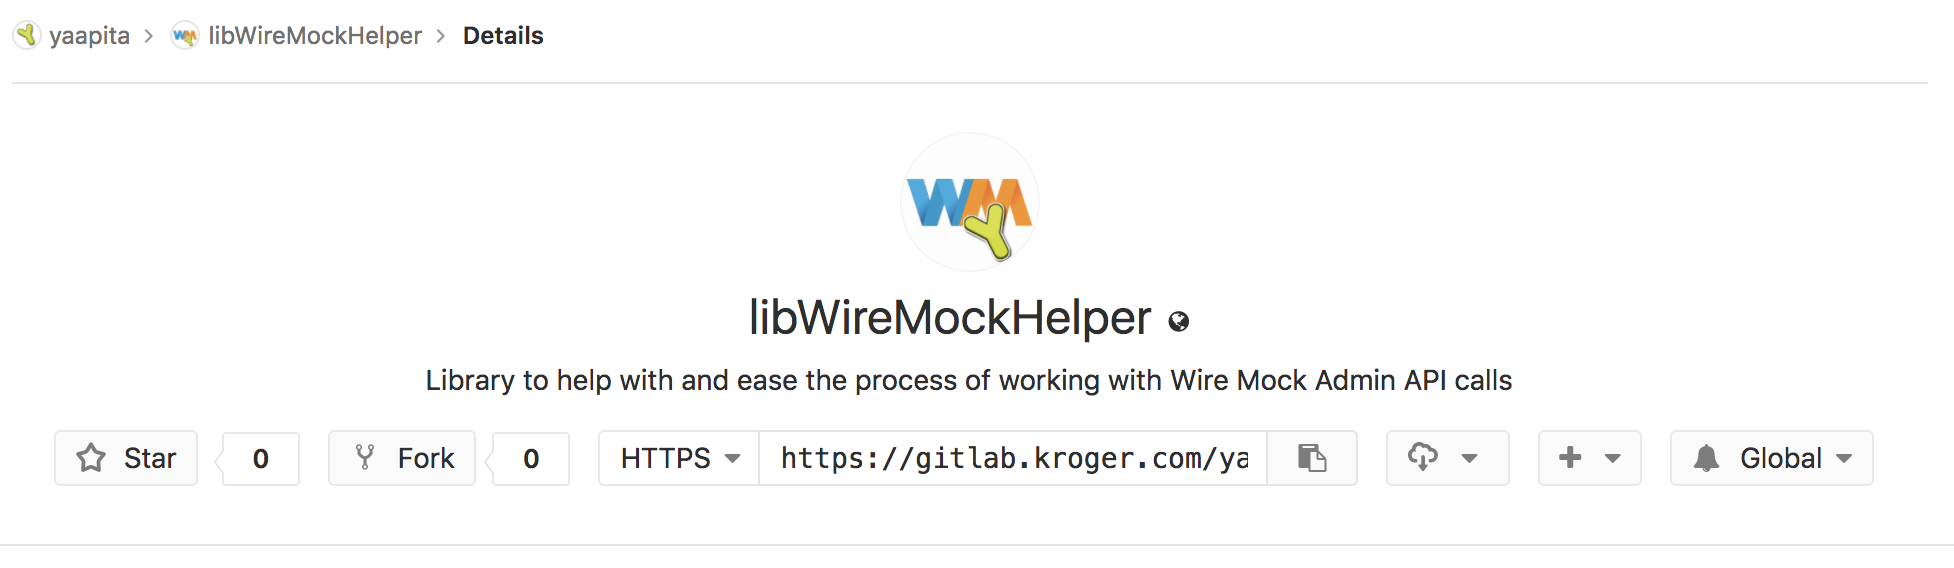 yaapita > libWireMockHelper > Details
WM
Y
libWireMockHelper
Library to help with and ease the process of working with Wire Mock Admin API calls
Star 0 Fork 0 HTTPS https://gitlab.kroger.com/ya + Global